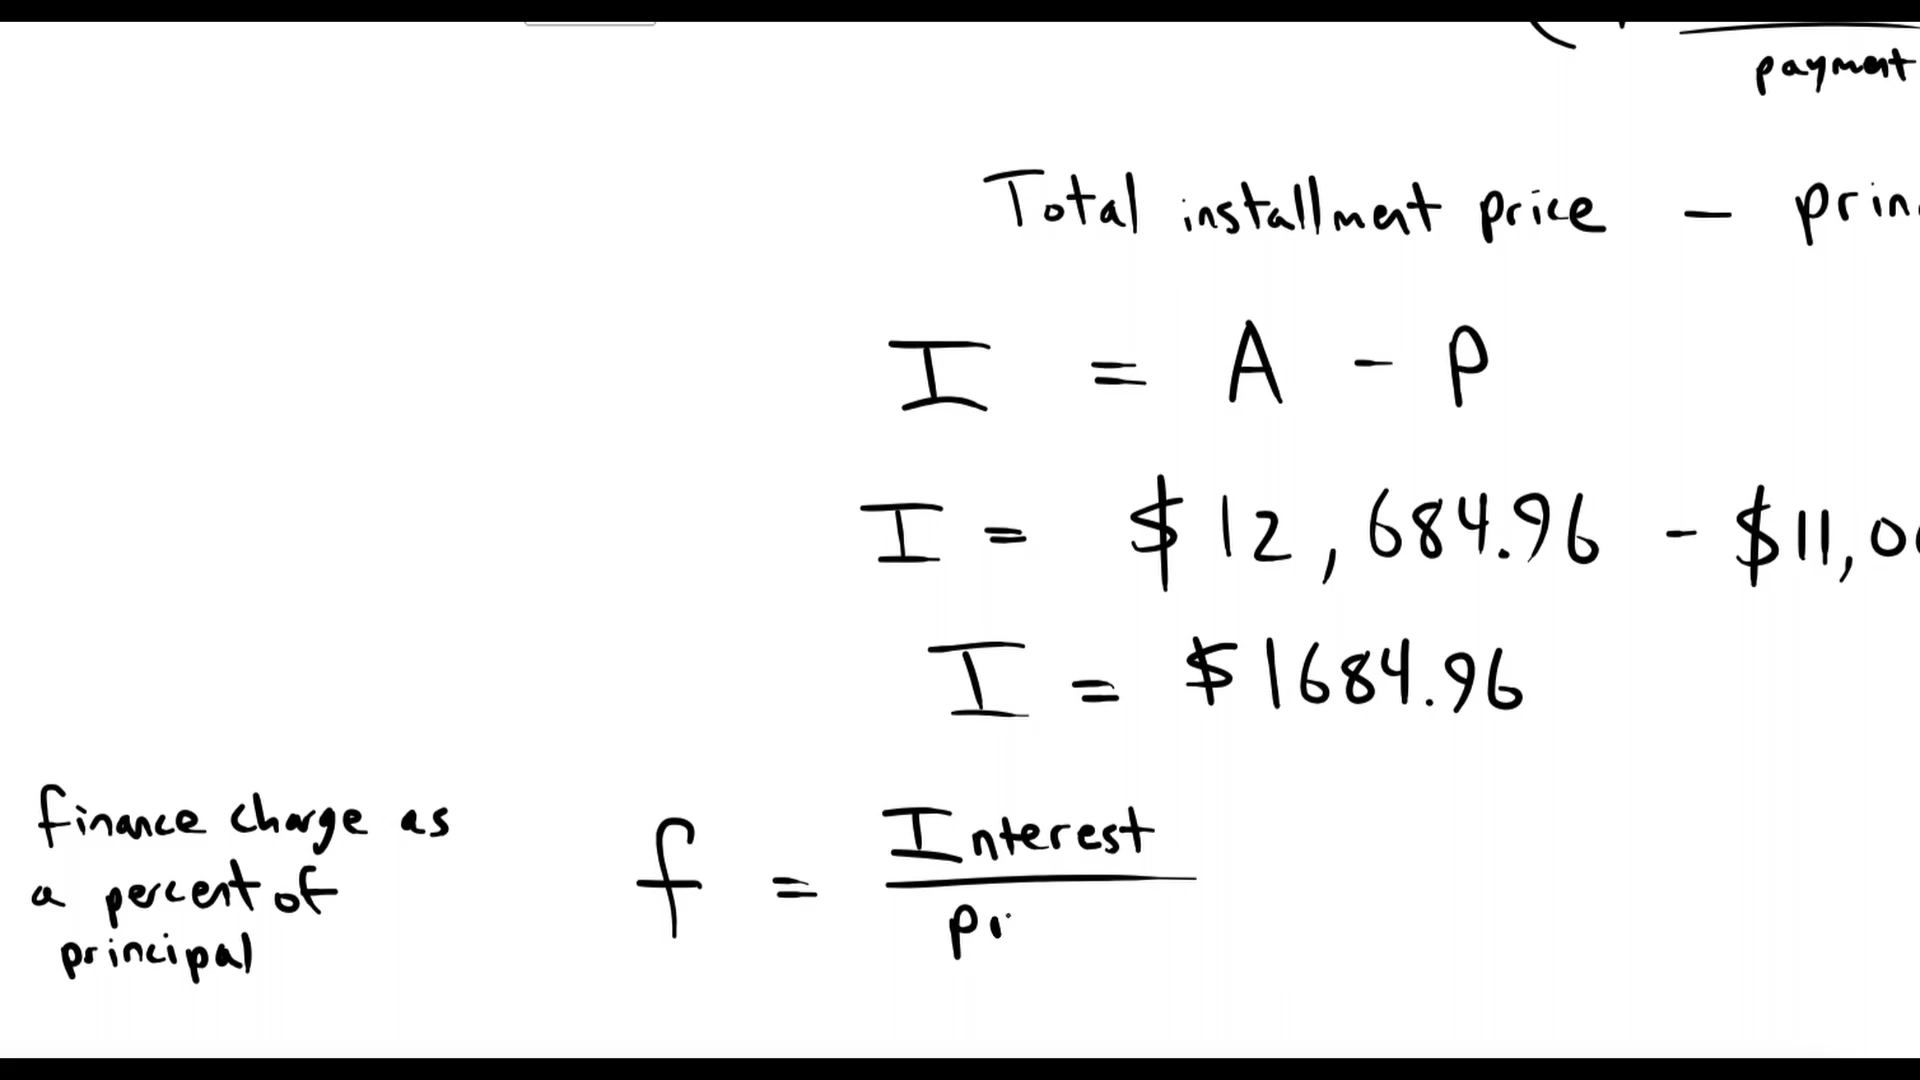 payment
Total installment price - prin
I = A - P
I = $12,684.96 - $11,00
I = $1684.96
finance charge as
a percent of
principal
f = Interest
pr